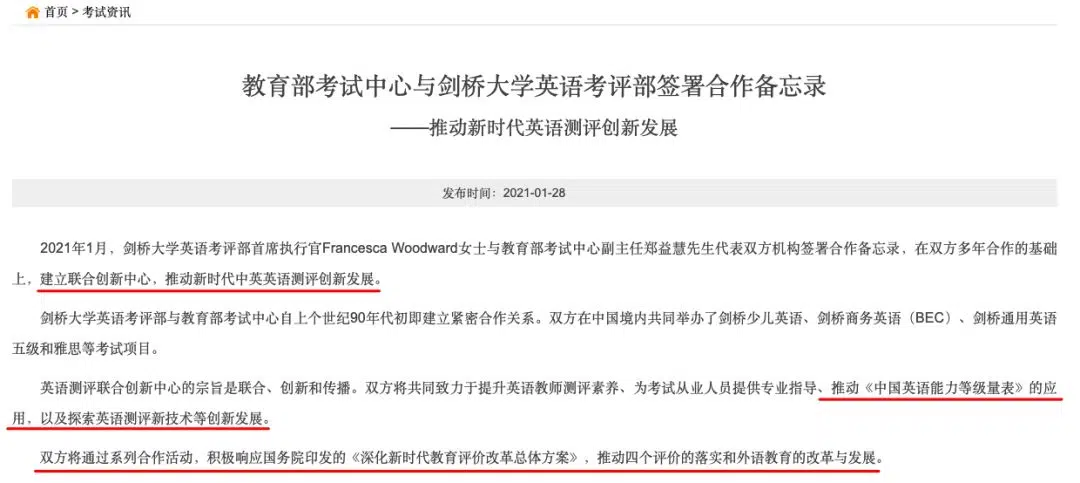 首页 > 考试资讯
教育部考试中心与剑桥大学英语考评部签署合作备忘录
——推动新时代英语测评创新发展
发布时间：2021-01-28
2021年1月，剑桥大学英语考评部首席执行官Francesca Woodward女士与教育部考试中心副主任郑益慧先生代表双方机构签署合作备忘录，在双方多年合作的基础
上，建立联合创新中心，推动新时代中英英语测评创新发展。
剑桥大学英语考评部与教育部考试中心自上个世纪90年代初即建立紧密合作关系。双方在中国境内共同举办了剑桥少儿英语、剑桥商务英语（BEC）、剑桥通用英语
五级和雅思等考试项目。
英语测评联合创新中心的宗旨是联合、创新和传播。双方将共同致力于提升英语教师测评素养、为考试从业人员提供专业指导、推动《中国英语能力等级量表》的应
用，以及探索英语测评新技术等创新发展。
双方将通过系列合作活动，积极响应国务院印发的《深化新时代教育评价改革总体方案》，推动四个评价的落实和外语教育的改革与发展。